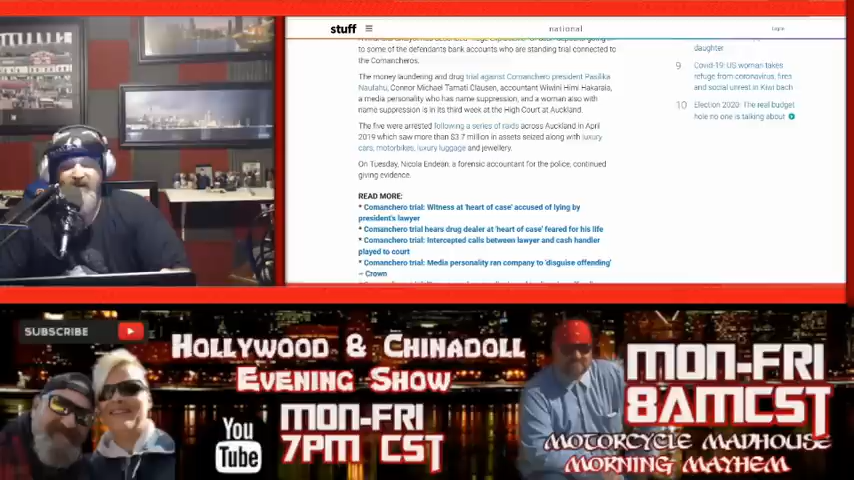 stuff
national
Login
to some of the defendants bank accounts who are standing trial connected to
the Comancheros.
The money laundering and drug trial against Comanchero president Pasilika
Naufahu, Connor Michael Tamati Clausen, accountant Wiwini Himi Hakaraia,
a media personality who has name suppression, and a woman also with
name suppression is in its third week at the High Court at Auckland.
The five were arrested following a series of raids across Auckland in April
2019 which saw more than $3.7 million in assets seized along with luxury
cars, motorbikes, luxury luggage and jewellery.
On Tuesday, Nicola Endean, a forensic accountant for the police, continued
giving evidence.
READ MORE:
* Comanchero trial: Witness at 'heart of case' accused of lying by
president's lawyer
* Comanchero trial hears drug dealer at 'heart of case' feared for his life
* Comanchero trial: Intercepted calls between lawyer and cash handler
played to court
* Comanchero trial: Media personality ran company to 'disguise offending'
– Crown
daughter
9 Covid-19: US woman takes
refuge from coronavirus, fires
and social unrest in Kiwi bach
10 Election 2020: The real budget
hole no one is talking about
SUBSCRIBE
HOLLYWOOD & CHINADOLL
EVENING SHOW
You
Tube
MON-FRI
7PM CST
MON-FRI
8AMCST
MOTORCYCLE MADHOUSE
MORNING MAYHEM